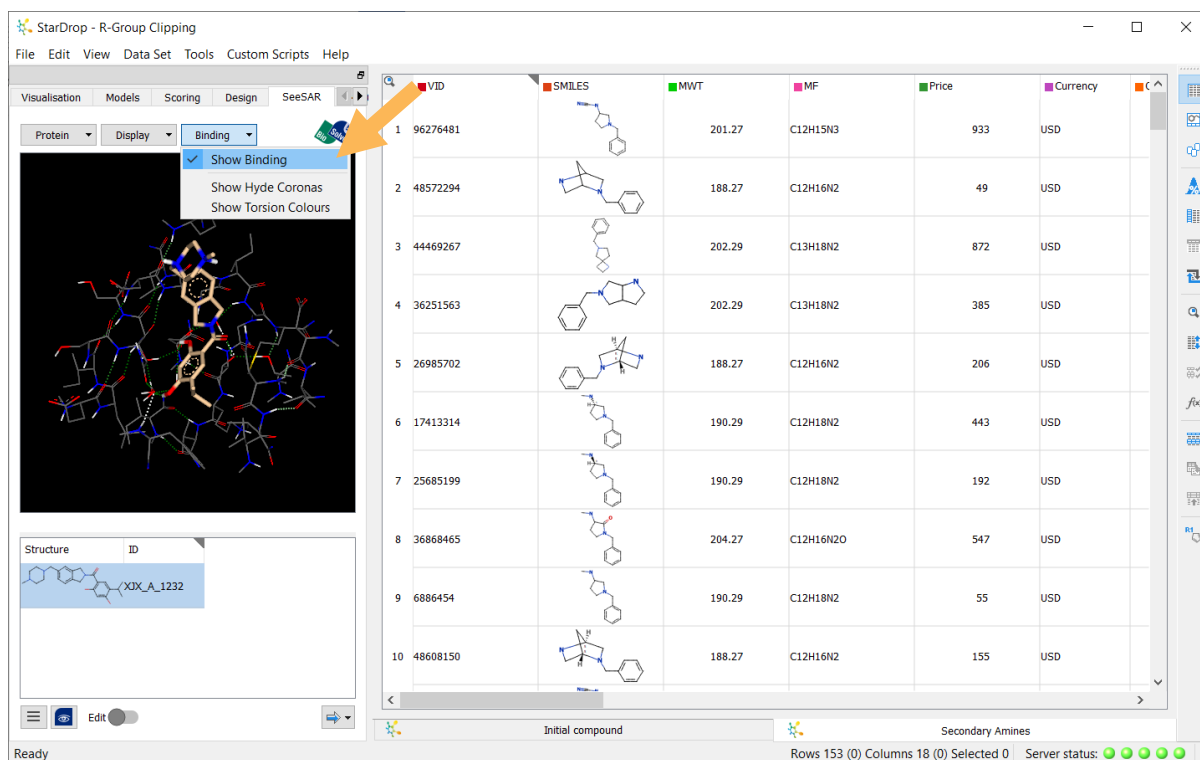 StarDrop - R-Group Clipping
File Edit View Data Set Tools Custom Scripts Help
Visualisation Models Scoring Design SeeSAR
Protein Display Binding
Show Binding
Show Hyde Coronas
Show Torsion Colours
Structure ID
XJX_A_1232
Edit
VID SMILES MWT MF Price Currency
1 96276481 201.27 C12H15N3 933 USD
2 48572294 188.27 C12H16N2 49 USD
3 44469267 202.29 C13H18N2 872 USD
4 36251563 202.29 C13H18N2 385 USD
5 26985702 188.27 C12H16N2 206 USD
6 17413314 190.29 C12H18N2 443 USD
7 25685199 190.29 C12H18N2 192 USD
8 36868465 204.27 C12H16N2O 547 USD
9 6886454 190.29 C12H18N2 55 USD
10 48608150 188.27 C12H16N2 155 USD
Initial compound Secondary Amines
Ready Rows 153 (0) Columns 18 (0) Selected 0 Server status: